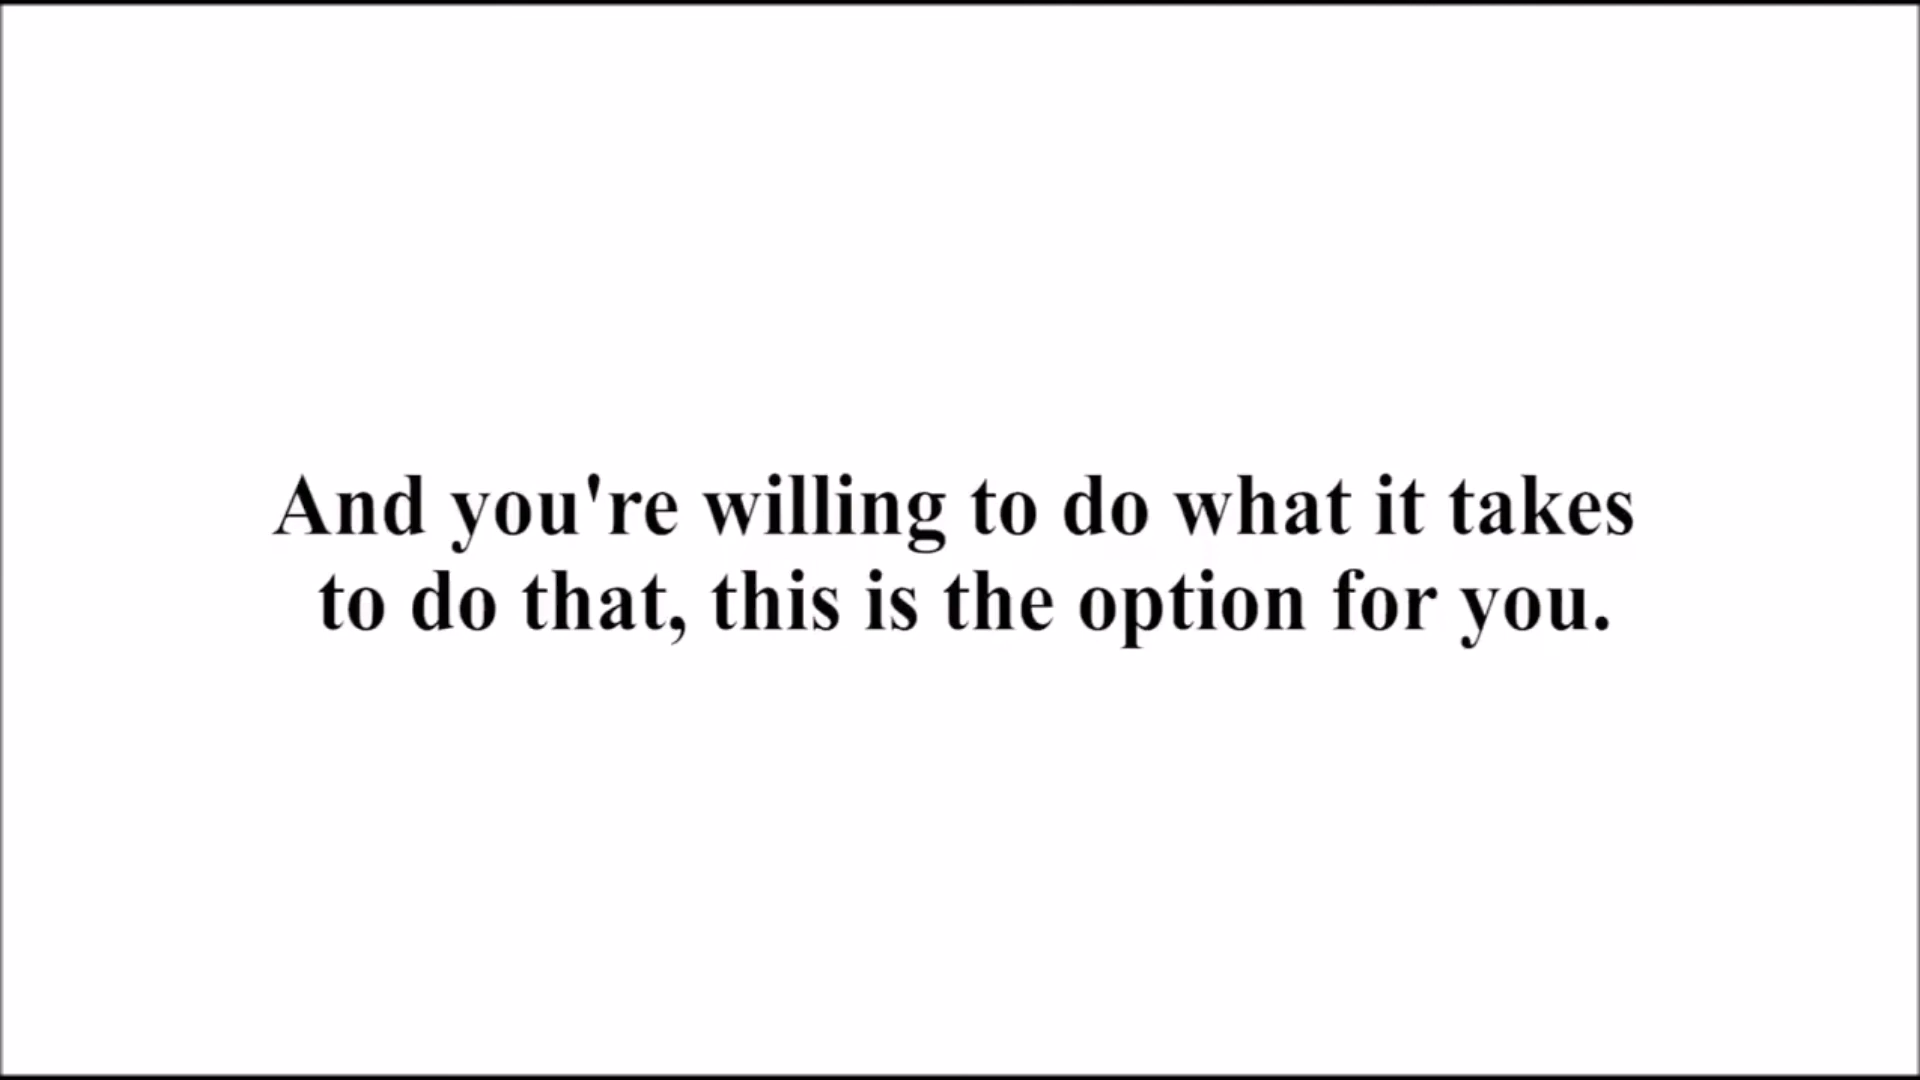 And you're willing to do what it takes
to do that, this is the option for you.